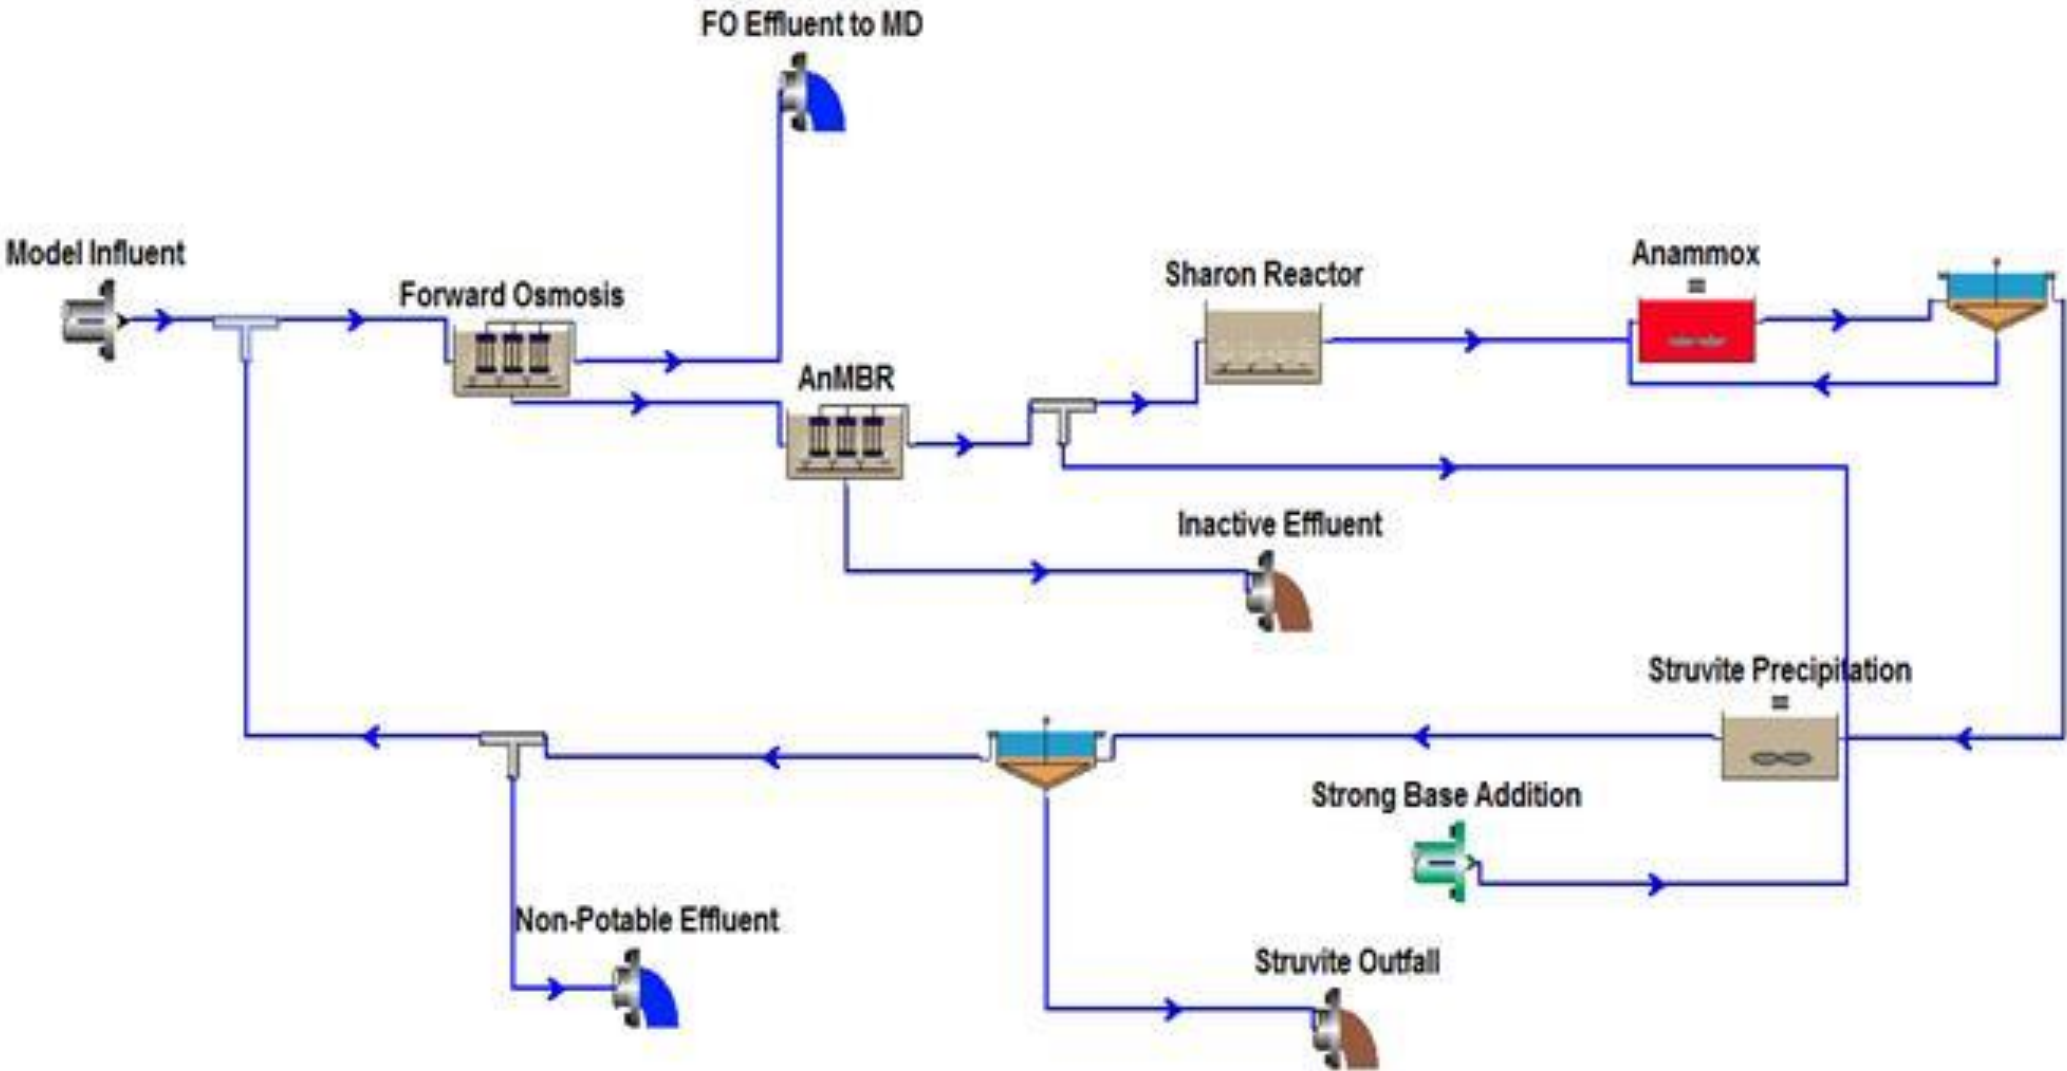 FO Effluent to MD
Model Influent
Forward Osmosis
Sharon Reactor
Anammox
AnMBR
Inactive Effluent
Struvite Precipitation
Strong Base Addition
Non-Potable Effluent
Struvite Outfall